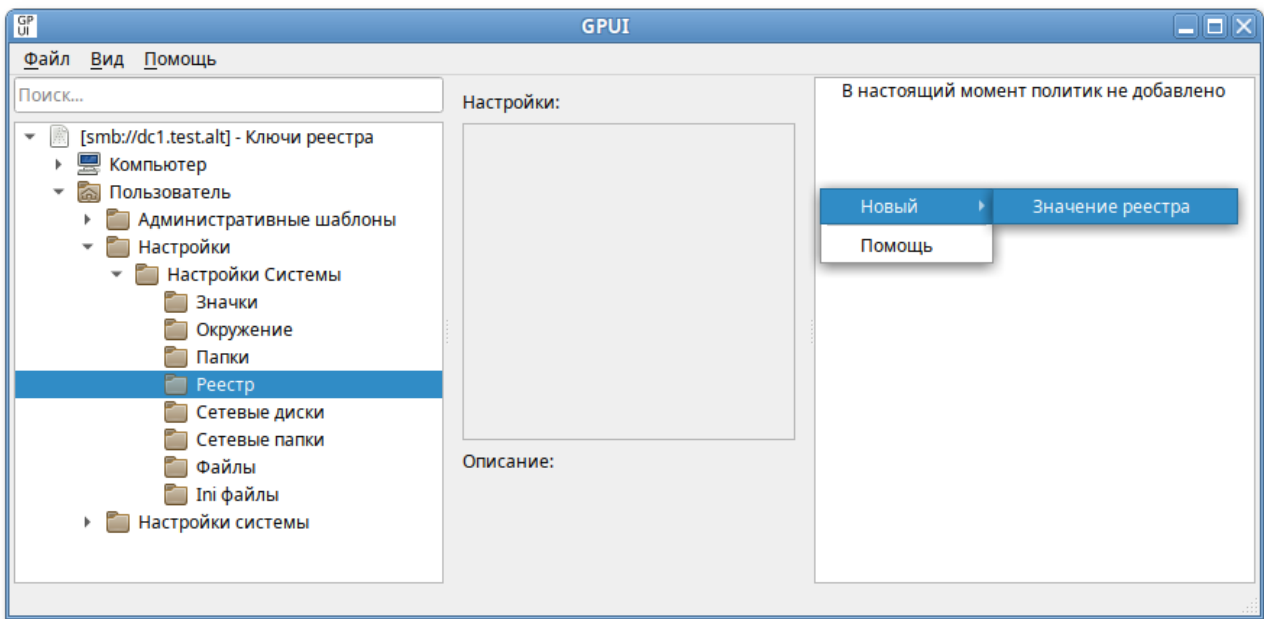 GP
UI
GPUI
Файл Вид Помощь
Поиск...
[smb://dc1.test.alt] - Ключи реестра
Компьютер
Пользователь
Административные шаблоны
Настройки
Настройки Системы
Значки
Окружение
Папки
Реестр
Сетевые диски
Сетевые папки
Файлы
Ini файлы
Настройки системы
Настройки:
Описание:
В настоящий момент политик не добавлено
Новый
Значение реестра
Помощь